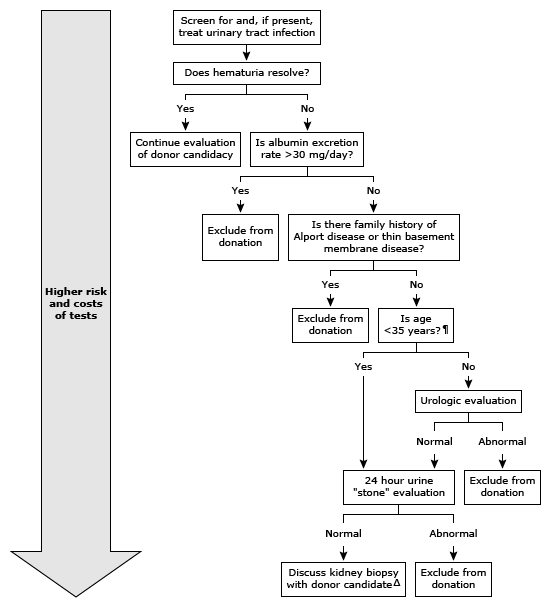 Screen for and, if present,
treat urinary tract infection
Does hematuria resolve?
Yes
No
Continue evaluation
of donor candidacy
Is albumin excretion
rate >30 mg/day?
Yes
No
Exclude from
donation
Is there family history of
Alport disease or thin basement
membrane disease?
Higher risk
and costs
of tests
Yes
No
Exclude from
donation
Is age
<35 years?¶
Yes
No
Urologic evaluation
Normal
Abnormal
24 hour urine
"stone" evaluation
Exclude from
donation
Normal
Abnormal
Discuss kidney biopsy
with donor candidateΔ
Exclude from
donation